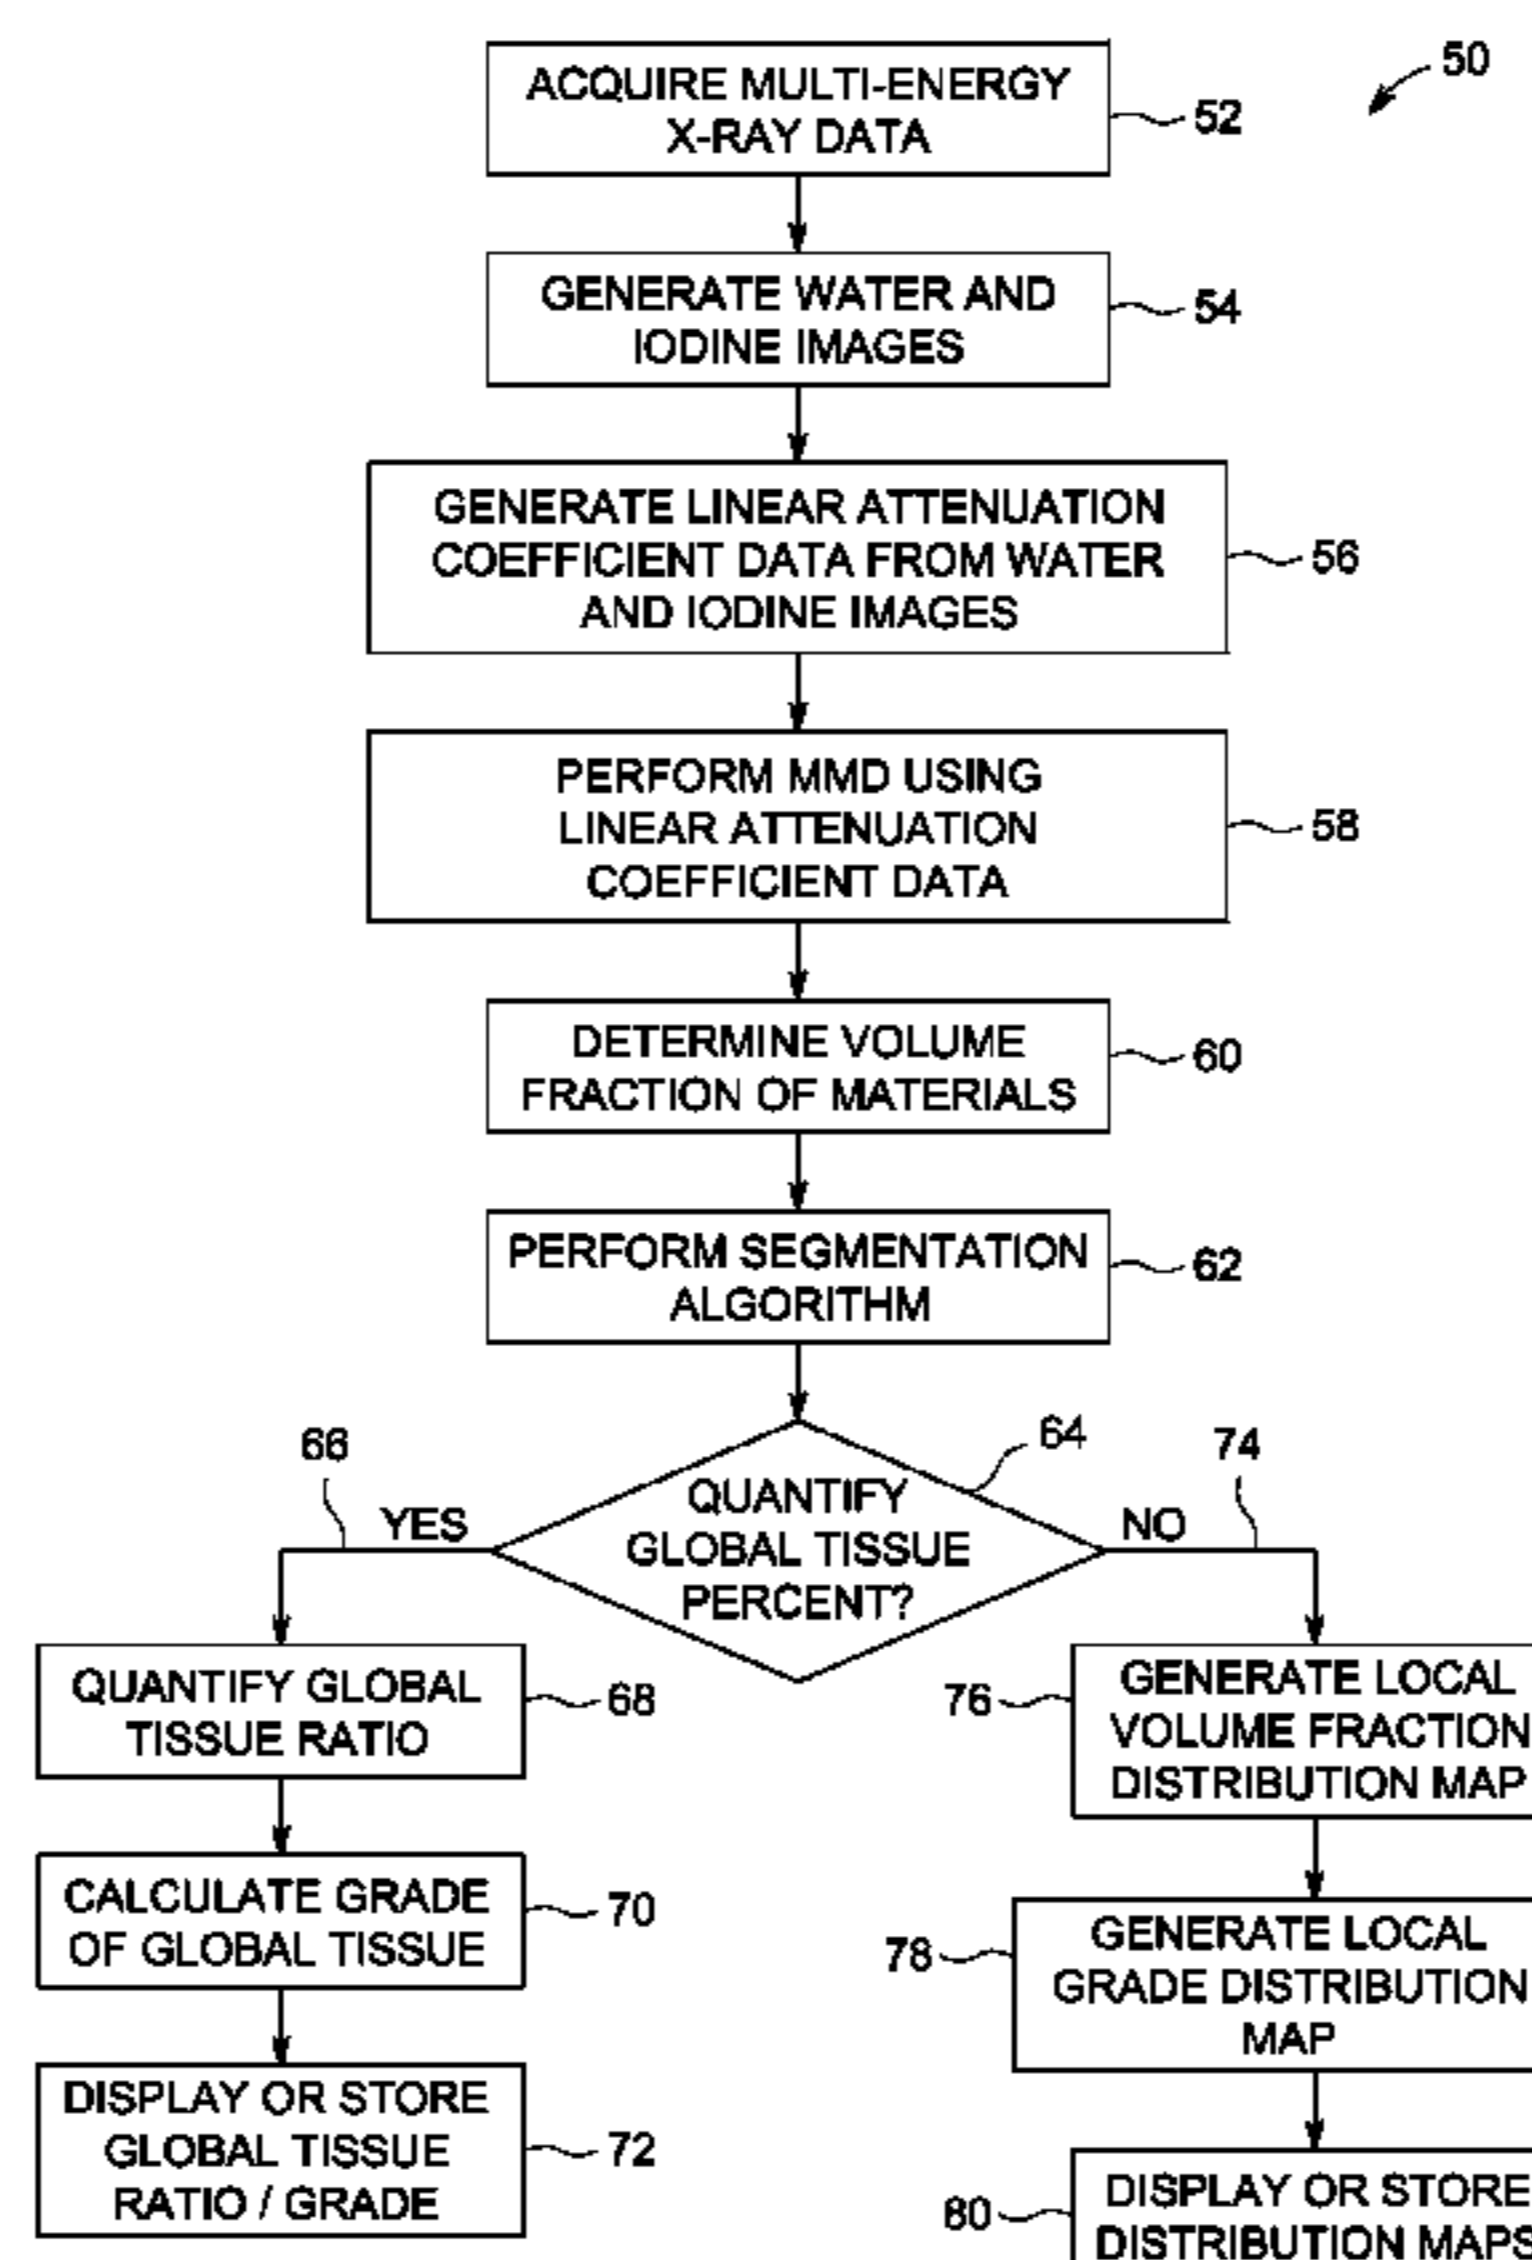 50
ACQUIRE MULTI-ENERGY
X-RAY DATA
52
GENERATE WATER AND
IODINE IMAGES
54
GENERATE LINEAR ATTENUATION
COEFFICIENT DATA FROM WATER
AND IODINE IMAGES
56
PERFORM MMD USING
LINEAR ATTENUATION
COEFFICIENT DATA
58
DETERMINE VOLUME
FRACTION OF MATERIALS
60
PERFORM SEGMENTATION
ALGORITHM
62
QUANTIFY
GLOBAL TISSUE
PERCENT?
64
66
YES
NO
74
QUANTIFY GLOBAL
TISSUE RATIO
68
CALCULATE GRADE
OF GLOBAL TISSUE
70
DISPLAY OR STORE
GLOBAL TISSUE
RATIO / GRADE
72
76
GENERATE LOCAL
VOLUME FRACTION
DISTRIBUTION MAP
78
GENERATE LOCAL
GRADE DISTRIBUTION
MAP
80
DISPLAY OR STORE
DISTRIBUTION MAPS